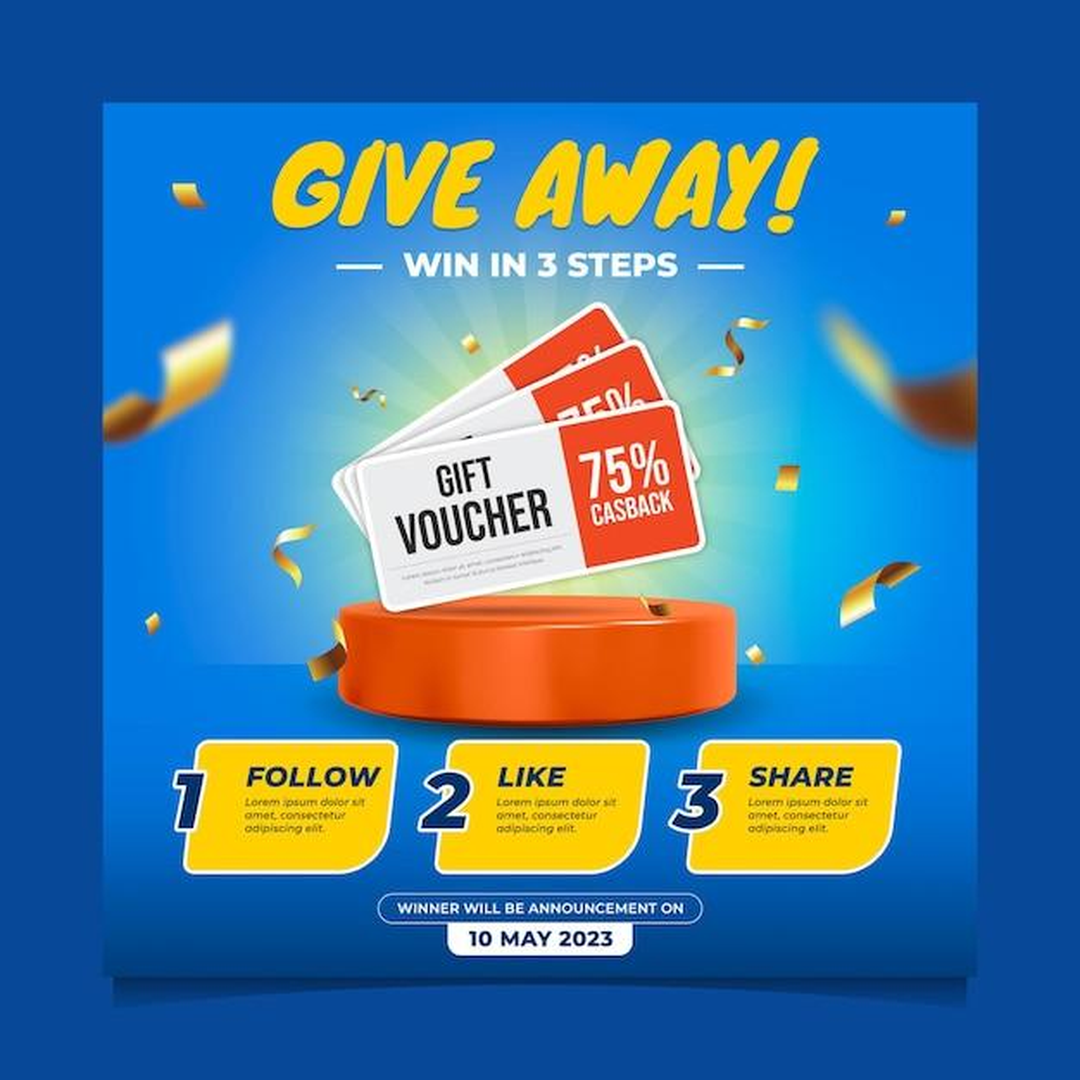 GIVE AWAY!
WIN IN 3 STEPS
75%
GIFT
VOUCHER
75%
CASBACK
1
FOLLOW
Lorem ipsum dolor sit
amet, consectetur
adipiscing elit.
2
LIKE
Lorem ipsum dolor sit
amet, consectetur
adipiscing elit.
3
SHARE
Lorem ipsum dolor sit
amet, consectetur
adipiscing elit.
WINNER WILL BE ANNOUNCEMENT ON
10 MAY 2023